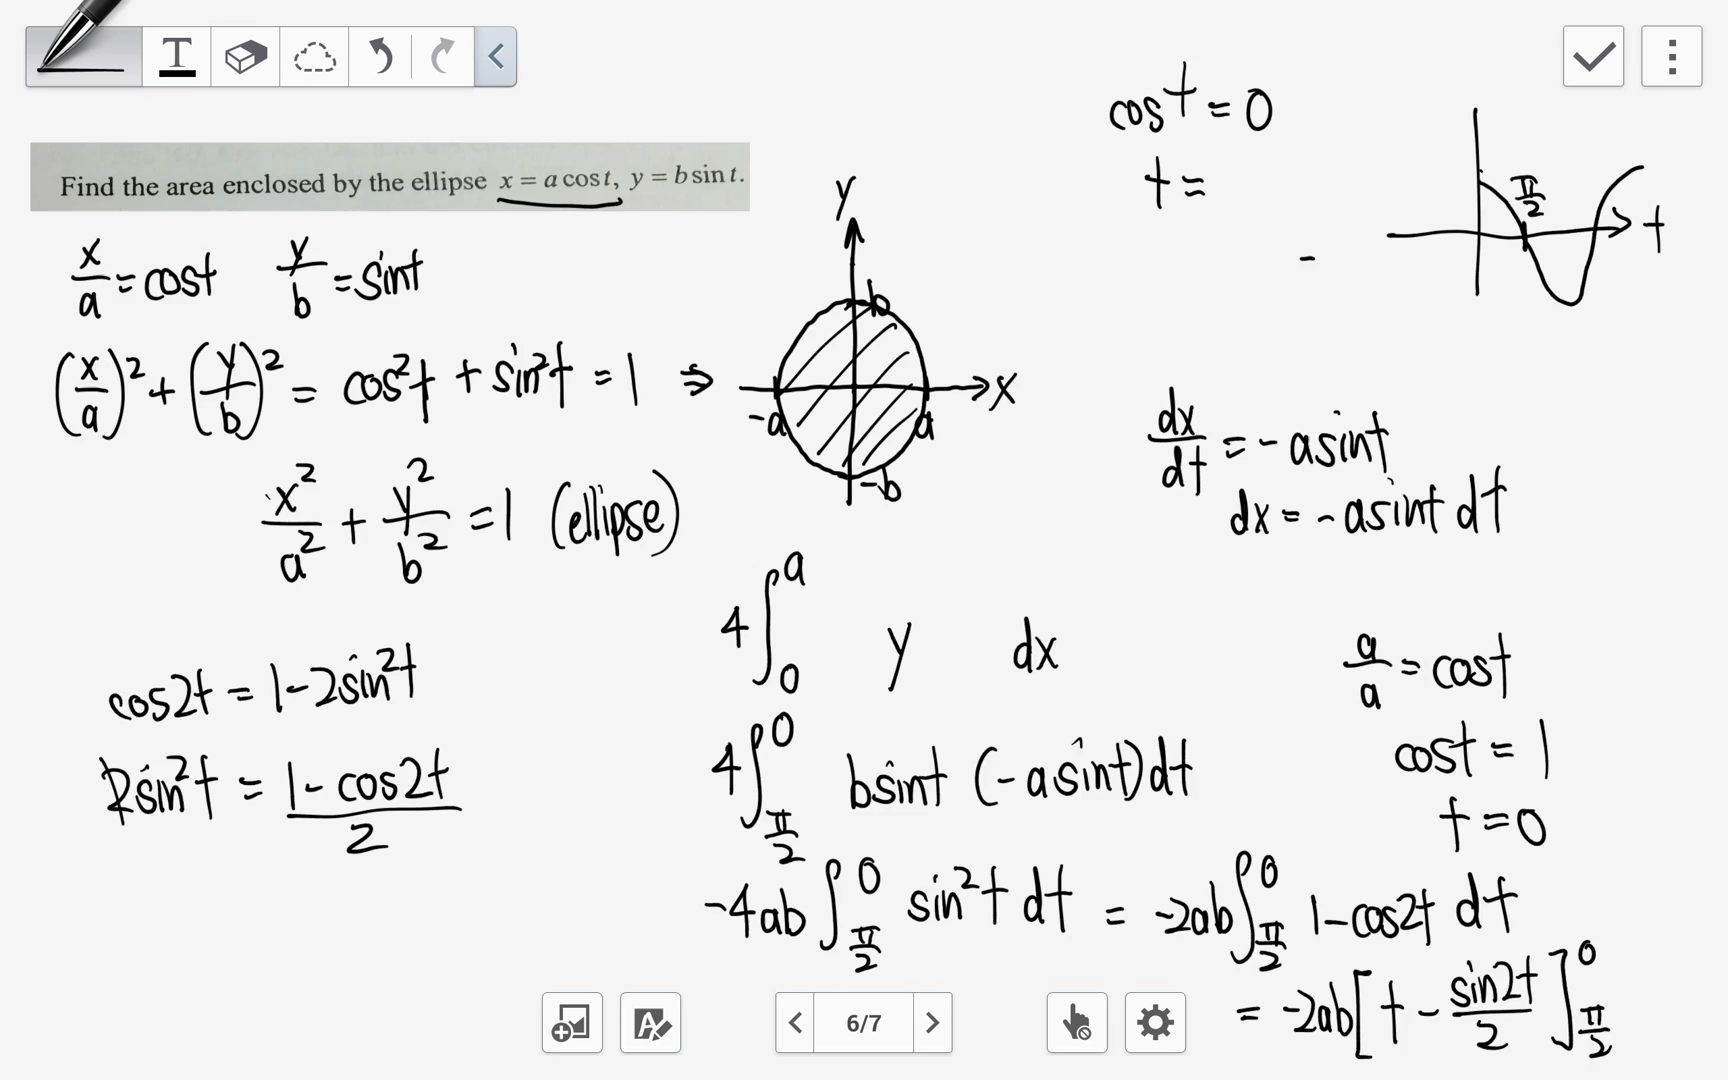 T
Find the area enclosed by the ellipse x = a cos t, y = b sin t.
x/a = cost y/b = sint
(x/a)² + (y/b)² = cos²t + sin²t = 1 ⇒
x²/a² + y²/b² = 1 (ellipse)
cos2t = 1 - 2sin²t
2sin²t = (1 - cos2t)/2
y
b
-a a x
-b
4∫₀ᵃ y dx
4∫_{π/2}^{0} bsint (-asint)dt
-4ab ∫_{π/2}^{0} sin²t dt = -2ab ∫_{π/2}^{0} 1-cos2t dt
= -2ab [t - sin2t/2]_{π/2}^{0}
cost = 0
t =
-
π/2
t
dx/dt = -asint
dx = -asint dt
a/a = cost
cost = 1
t = 0
A
6/7